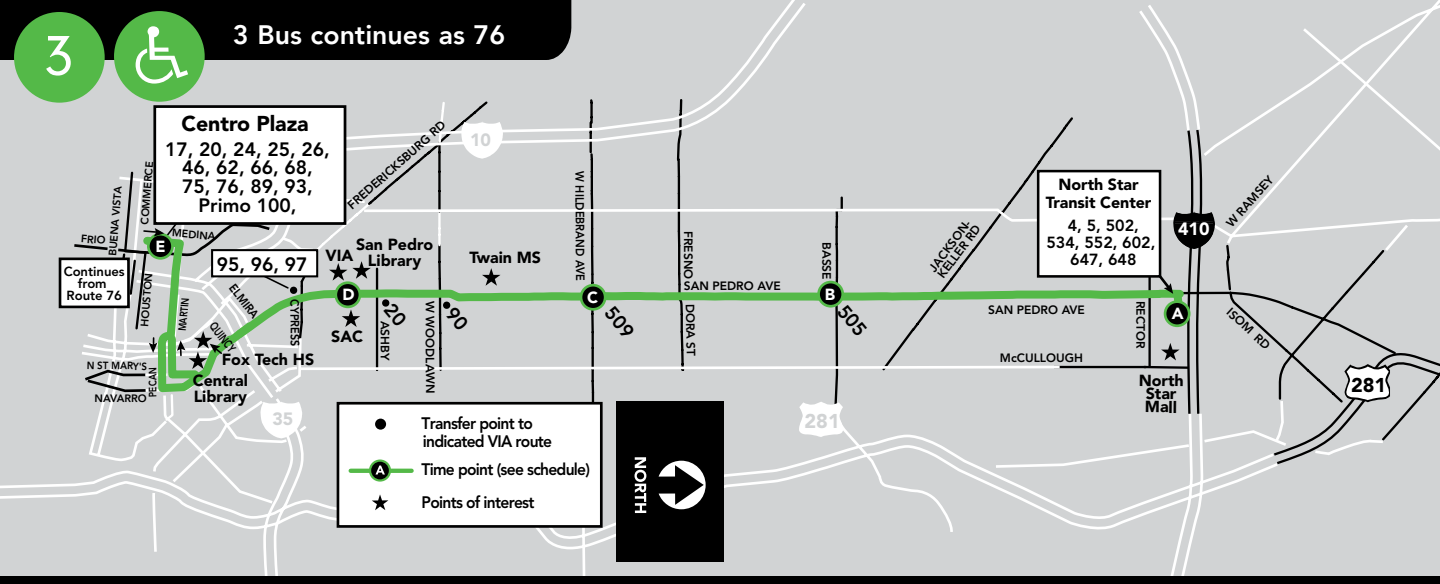 3
3 Bus continues as 76
Centro Plaza
17, 20, 24, 25, 26,
46, 62, 66, 68,
75, 76, 89, 93,
Primo 100,
COMMERCE
BUENA VISTA
FRIO
MEDINA
E
Continues
from
Route 76
HOUSTON
MARTIN
95, 96, 97
ELMIRA
CYPRESS
QUINCY
Fox Tech HS
Central
Library
N ST MARY'S
NAVARRO
PECAN
FREDERICKSBURG RD
10
VIA
San Pedro
Library
D
SAC
20
ASHBY
90
W WOODLAWN
Twain MS
W HILDEBRAND AVE
C
509
FRESNO
SAN PEDRO AVE
DORA ST
BASSE
B
505
JACKSON-
KELLER RD
SAN PEDRO AVE
McCULLOUGH
North Star
Transit Center
4, 5, 502,
534, 552, 602,
647, 648
410
W RAMSEY
A
RECTOR
ISOM RD
North
Star
Mall
281
35
281
Transfer point to
indicated VIA route
A
Time point (see schedule)
Points of interest
NORTH